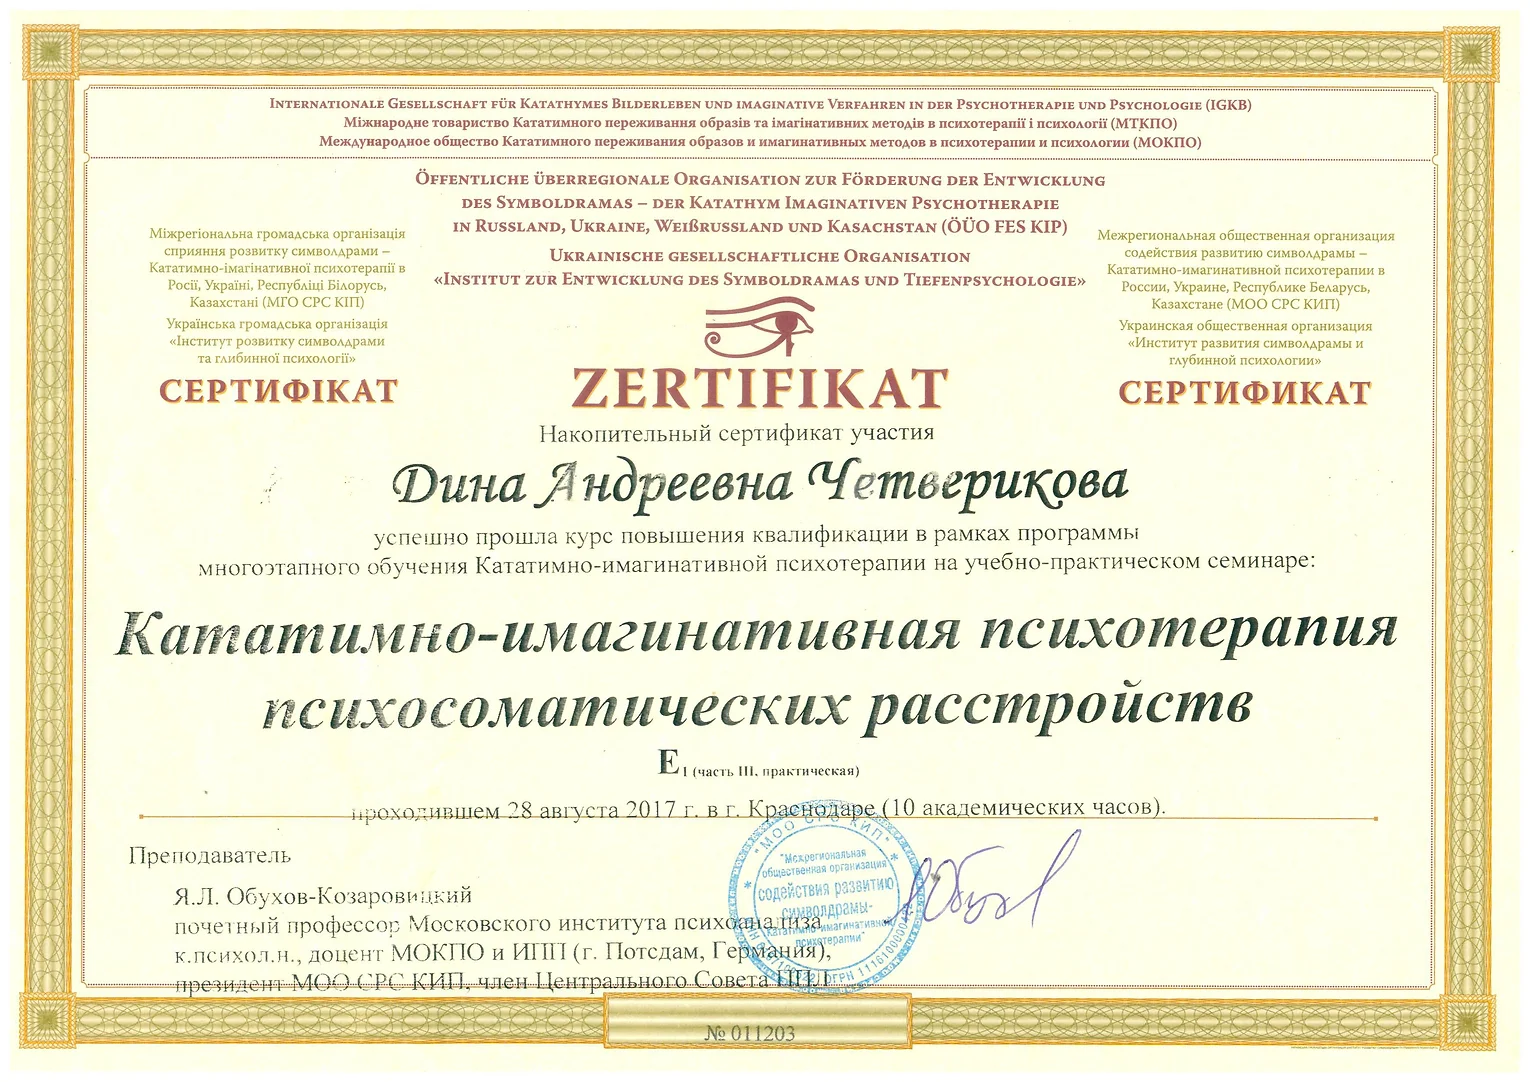 Internationale Gesellschaft für Katathymes Bilderleben und imaginative Verfahren in der Psychotherapie und Psychologie (IGKB)
Міжнародне товариство Кататимного переживання образів та імагінативних методів в психотерапії і психології (МТКПО)
Международное общество Кататимного переживания образов и имагинативных методов в психотерапии и психологии (МОКПО)
Öffentliche überregionale Organisation zur Förderung der Entwicklung
des Symboldramas – der Katathym Imaginativen Psychotherapie
in Russland, Ukraine, Weißrussland und Kasachstan (ÖÜO FES KIP)
Ukrainische gesellschaftliche Organisation
«Institut zur Entwicklung des Symboldramas und Tiefenpsychologie»
Міжрегіональна громадська організація
сприяння розвитку символдрами –
Кататимно-імагінативної психотерапії в
Росії, Україні, Республіці Білорусь,
Казахстані (МГО СРС КІП)
Українська громадська організація
«Інститут розвитку символдрами
та глибинної психології»
СЕРТИФІКАТ
ZERTIFIKAT
Межрегиональная общественная организация
содействия развитию символдрамы –
Кататимно-имагинативной психотерапии в
России, Украине, Республике Беларусь,
Казахстане (МОО СРС КИП)
Украинская общественная организация
«Институт развития символдрамы и
глубинной психологии»
СЕРТИФИКАТ
Накопительный сертификат участия
Дина Андреевна Четверикова
успешно прошла курс повышения квалификации в рамках программы
многоэтапного обучения Кататимно-имагинативной психотерапии на учебно-практическом семинаре:
Кататимно-имагинативная психотерапия
психосоматических расстройств
E1 (часть III, практическая)
проходившем 28 августа 2017 г. в г. Краснодаре (10 академических часов).
Преподаватель
Я.Л. Обухов-Козаровицкий
почетный профессор Московского института психоанализа
к.психол.н., доцент МОКПО и ИПП (г. Потсдам, Германия),
президент МОО СРС КИП, член Центрального Совета ППЛ
"МОО СРС КИП"
"Межрегиональная
общественная организация
содействия развитию
символдрамы-
Кататимно-имагинативной
психотерапии"
№ 011203